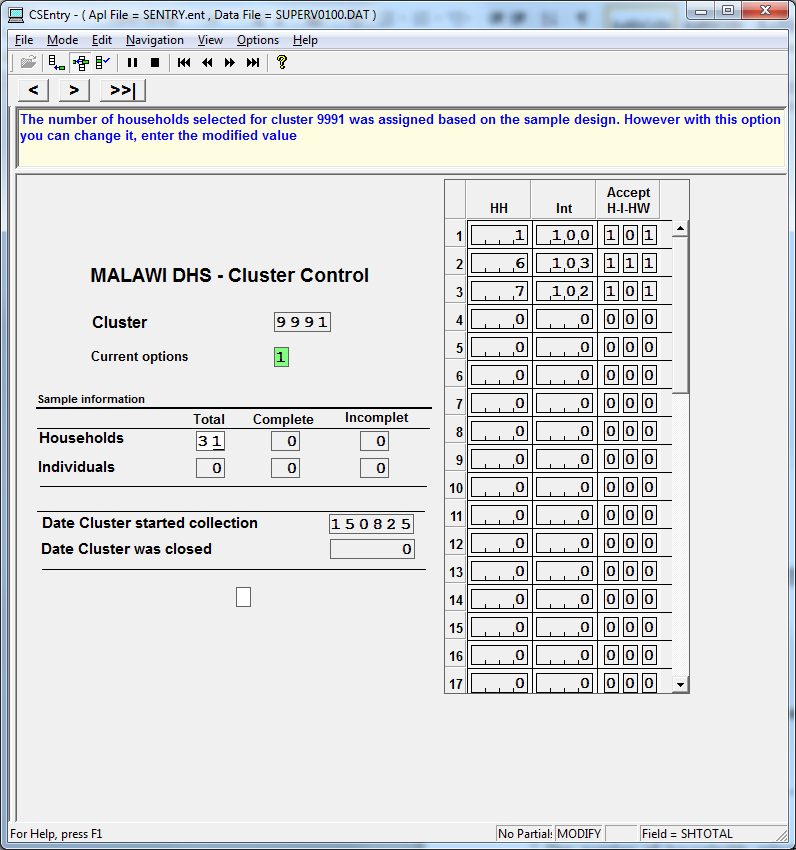 CSEntry - ( Apl File = SENTRY.ent , Data File = SUPERV0100.DAT )
File Mode Edit Navigation View Options Help
< > >>|
The number of households selected for cluster 9991 was assigned based on the sample design. However with this option
you can change it, enter the modified value
MALAWI DHS - Cluster Control
Cluster 9991
Current options 1
Sample information
Total Complete Incomplet
Households 31 0 0
Individuals 0 0 0
Date Cluster started collection 150825
Date Cluster was closed 0
HH Int Accept
H-I-HW
1 1 100 1 0 1
2 6 103 1 1 1
3 7 102 1 0 1
4 0 0 0 0 0
5 0 0 0 0 0
6 0 0 0 0 0
7 0 0 0 0 0
8 0 0 0 0 0
9 0 0 0 0 0
10 0 0 0 0 0
11 0 0 0 0 0
12 0 0 0 0 0
13 0 0 0 0 0
14 0 0 0 0 0
15 0 0 0 0 0
16 0 0 0 0 0
17 0 0 0 0 0
For Help, press F1 No Partials MODIFY Field = SHTOTAL